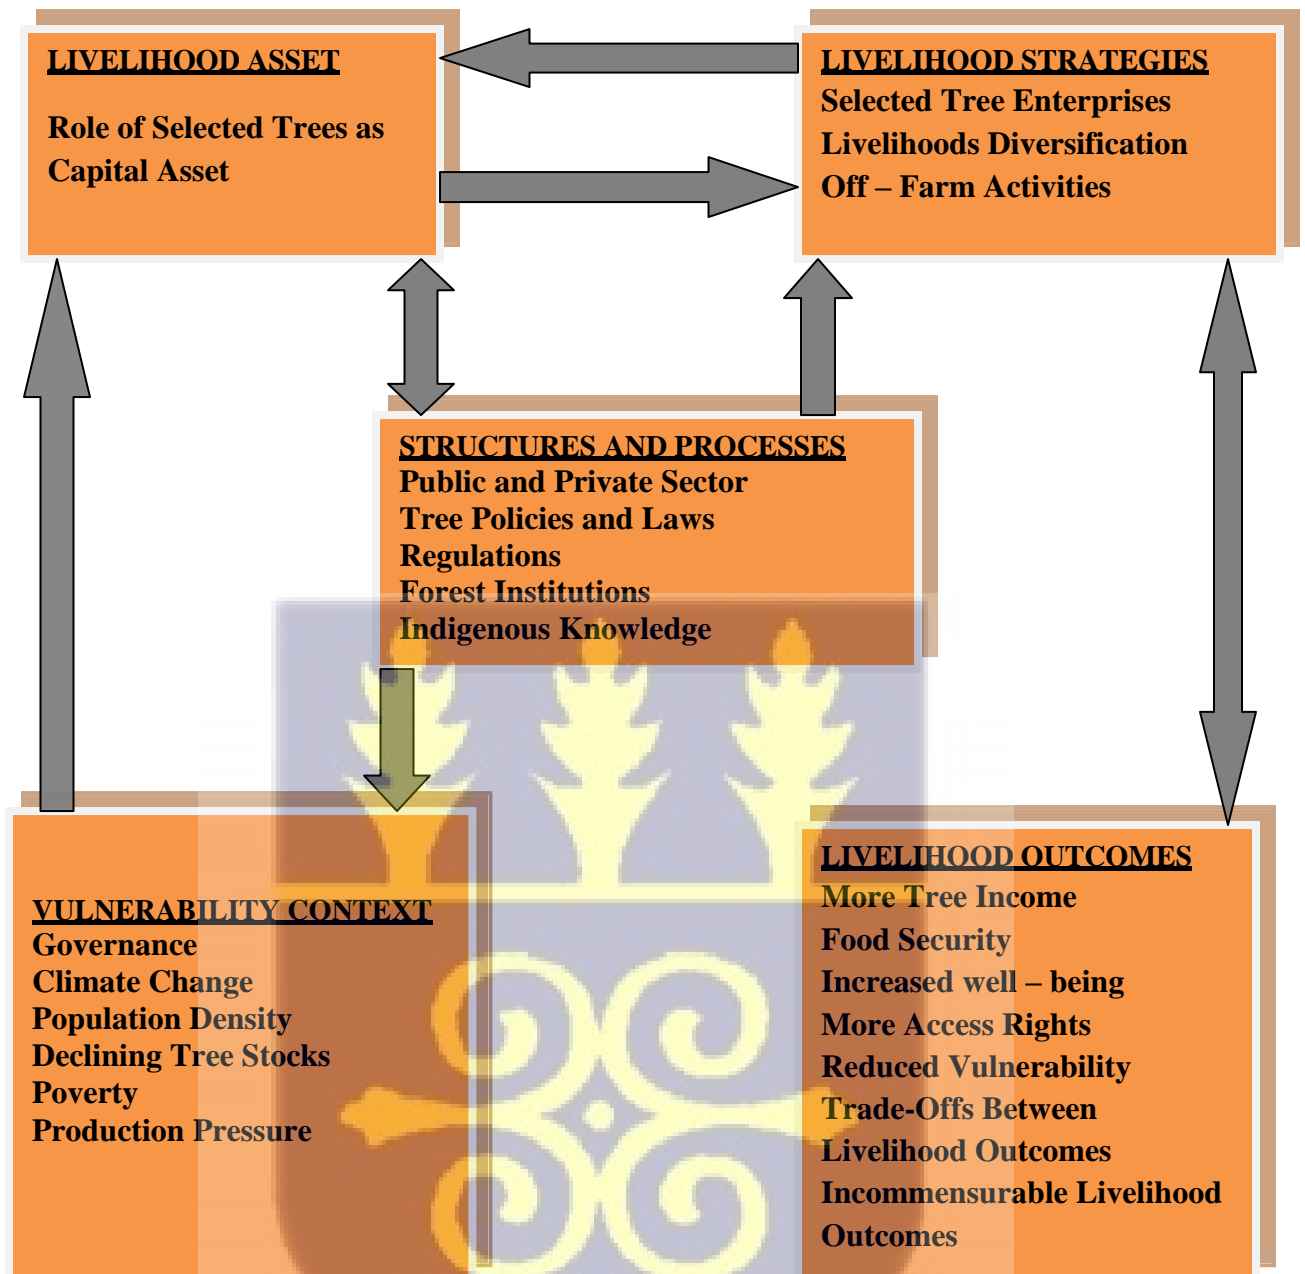 LIVELIHOOD ASSET
Role of Selected Trees as
Capital Asset
LIVELIHOOD STRATEGIES
Selected Tree Enterprises
Livelihoods Diversification
Off – Farm Activities
STRUCTURES AND PROCESSES
Public and Private Sector
Tree Policies and Laws
Regulations
Forest Institutions
Indigenous Knowledge
VULNERABILITY CONTEXT
Governance
Climate Change
Population Density
Declining Tree Stocks
Poverty
Production Pressure
LIVELIHOOD OUTCOMES
More Tree Income
Food Security
Increased well – being
More Access Rights
Reduced Vulnerability
Trade-Offs Between
Livelihood Outcomes
Incommensurable Livelihood
Outcomes